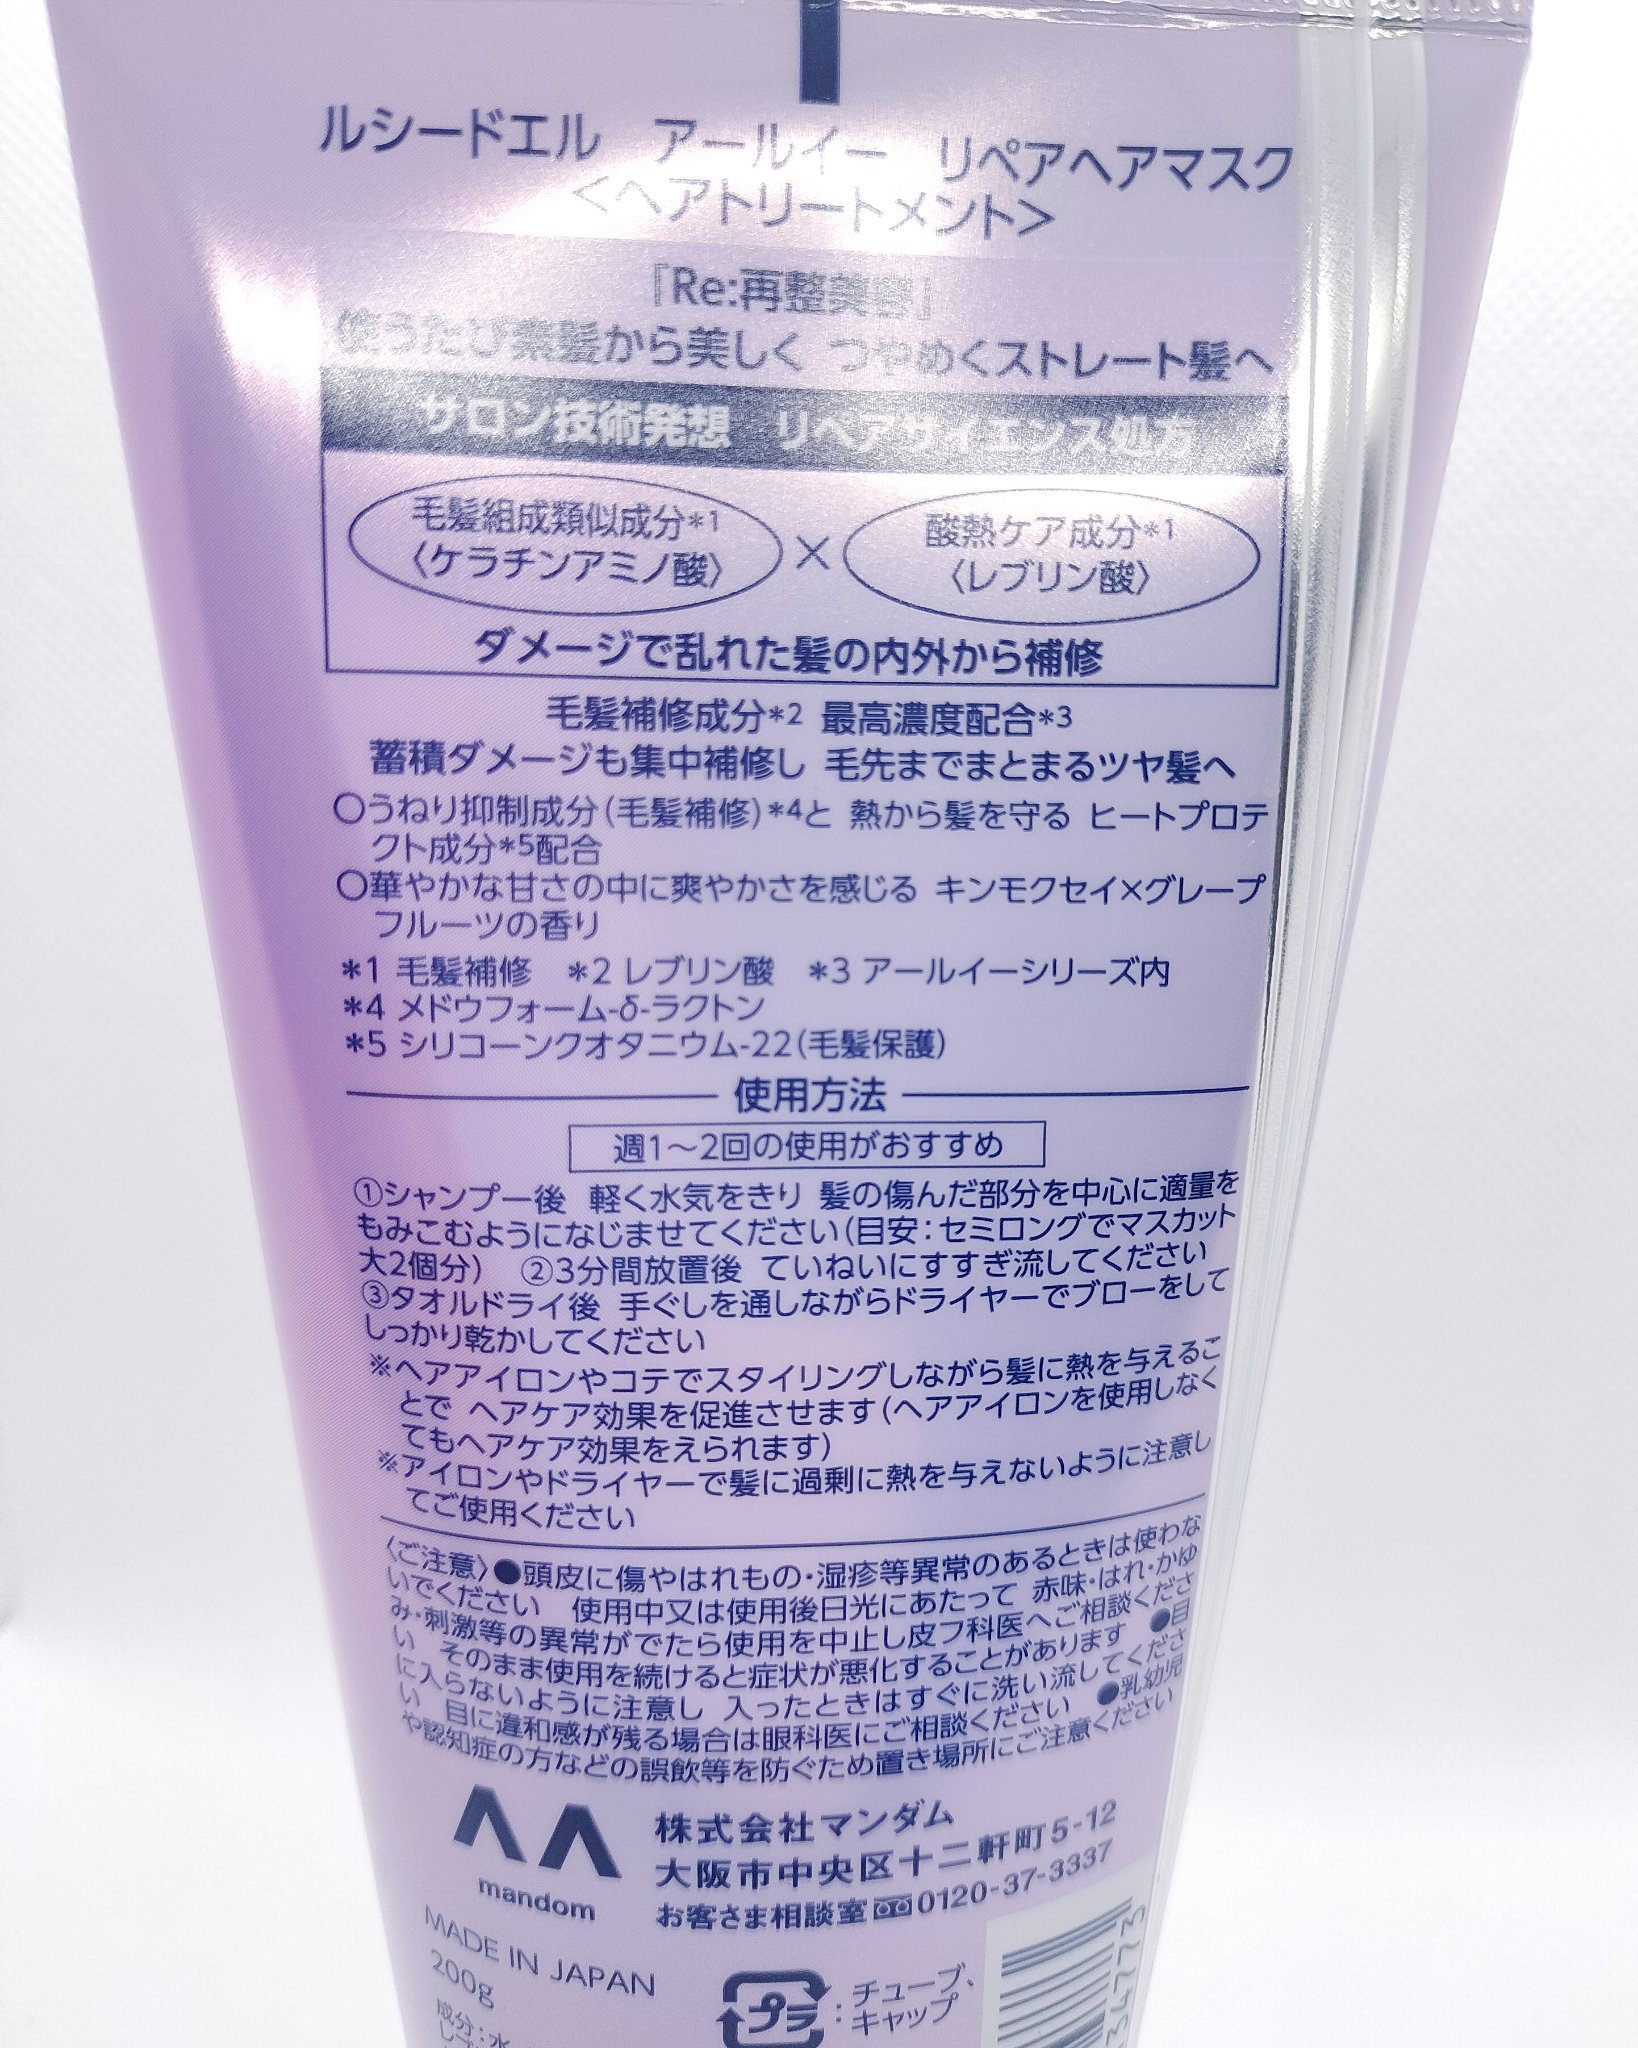 ルシードエル アールイー リペアヘアマスク
<ヘアトリートメント>
『Re:再整美容』
使うたび素髪から美しく つやめくストレート髪へ
サロン技術発想 リペアサイエンス処方
毛髪組成類似成分*1
〈ケラチンアミノ酸〉
×
酸熱ケア成分*1
〈レブリン酸〉
ダメージで乱れた髪の内外から補修
毛髪補修成分*2 最高濃度配合*3
蓄積ダメージも集中補修し 毛先までまとまるツヤ髪へ
○うねり抑制成分(毛髪補修)*4と 熱から髪を守る ヒートプロテ
クト成分*5配合
○華やかな甘さの中に爽やかさを感じる キンモクセイ×グレープ
フルーツの香り
*1 毛髪補修 *2 レブリン酸 *3 アールイーシリーズ内
*4 メドウフォーム-δ-ラクトン
*5 シリコーンクオタニウム-22(毛髪保護)
使用方法
週1～2回の使用がおすすめ
①シャンプー後 軽く水気をきり 髪の傷んだ部分を中心に適量を
もみこむようになじませてください(目安:セミロングでマスカット
大2個分) ②3分間放置後 ていねいにすすぎ流してください
③タオルドライ後 手ぐしを通しながらドライヤーでブローをして
しっかり乾かしてください
※ヘアアイロンやコテでスタイリングしながら髪に熱を与えるこ
とで ヘアケア効果を促進させます(ヘアアイロンを使用しなく
てもヘアケア効果をえられます)
※アイロンやドライヤーで髪に過剰に熱を与えないように注意し
てご使用ください
〈ご注意〉●頭皮に傷やはれもの・湿疹等異常のあるときは使わな
いでください 使用中又は使用後日光にあたって 赤味・はれ・かゆ
み・刺激等の異常がでたら使用を中止し皮フ科医へご相談くださ
い そのまま使用を続けると症状が悪化することがあります ●目
に入らないように注意し 入ったときはすぐに洗い流してくださ
い 目に違和感が残る場合は眼科医にご相談ください ●乳幼児
や認知症の方などの誤飲等を防ぐため置き場所にご注意ください
mandom
株式会社マンダム
大阪市中央区十二軒町5-12
お客さま相談室 0120-37-3337
MADE IN JAPAN
200g
プラ
:チューブ、
キャップ
347773
成分:水